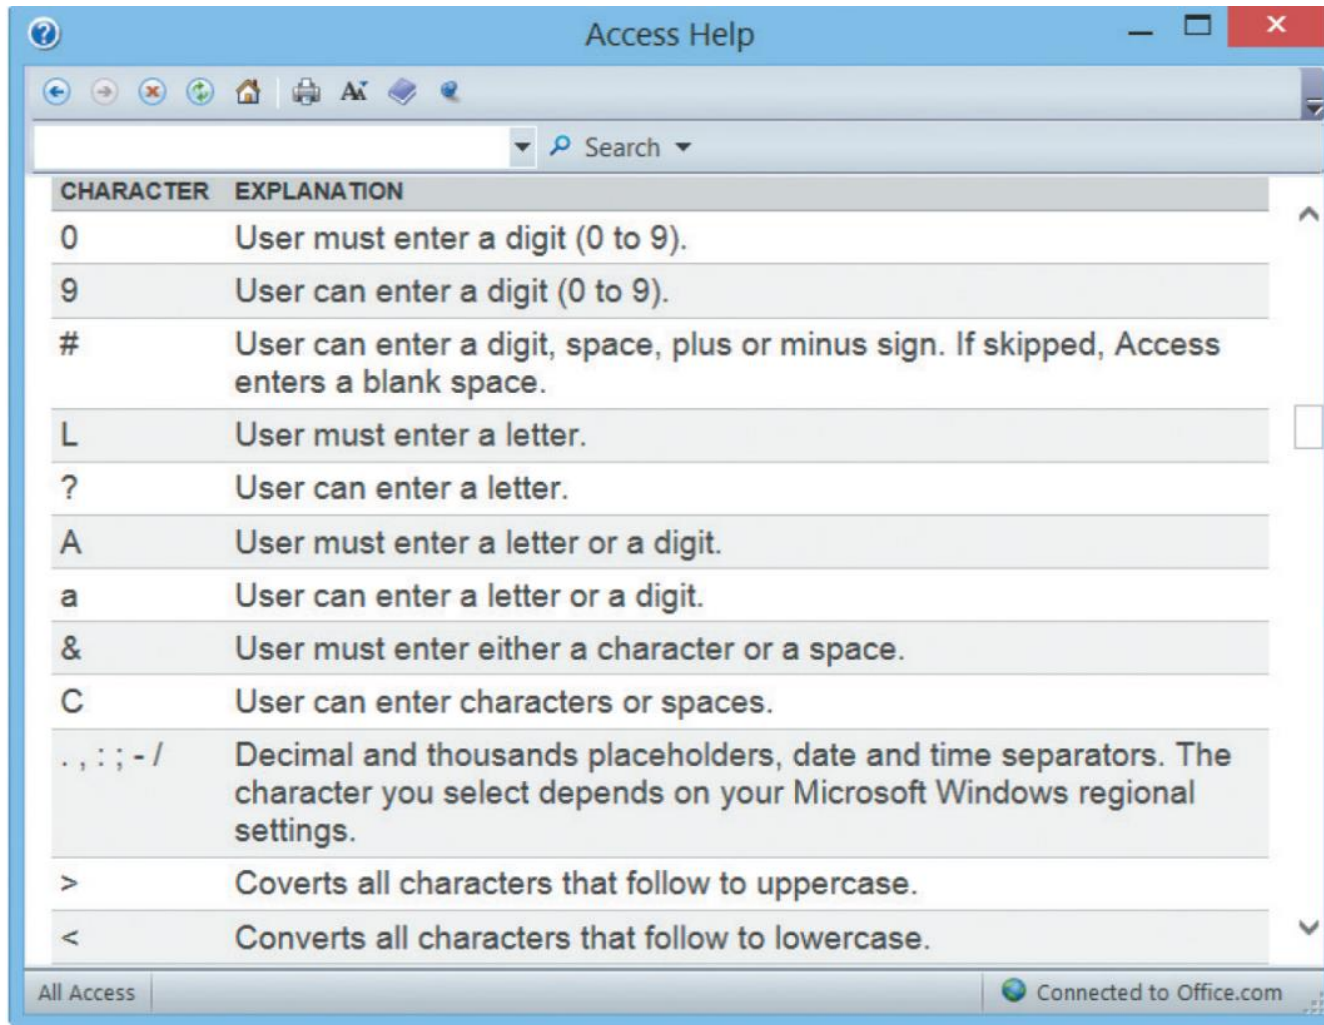 Access Help
Search
CHARACTER EXPLANATION
0 User must enter a digit (0 to 9).
9 User can enter a digit (0 to 9).
# User can enter a digit, space, plus or minus sign. If skipped, Access
enters a blank space.
L User must enter a letter.
? User can enter a letter.
A User must enter a letter or a digit.
a User can enter a letter or a digit.
& User must enter either a character or a space.
C User can enter characters or spaces.
. , : ; - / Decimal and thousands placeholders, date and time separators. The
character you select depends on your Microsoft Windows regional
settings.
> Coverts all characters that follow to uppercase.
< Converts all characters that follow to lowercase.
All Access Connected to Office.com